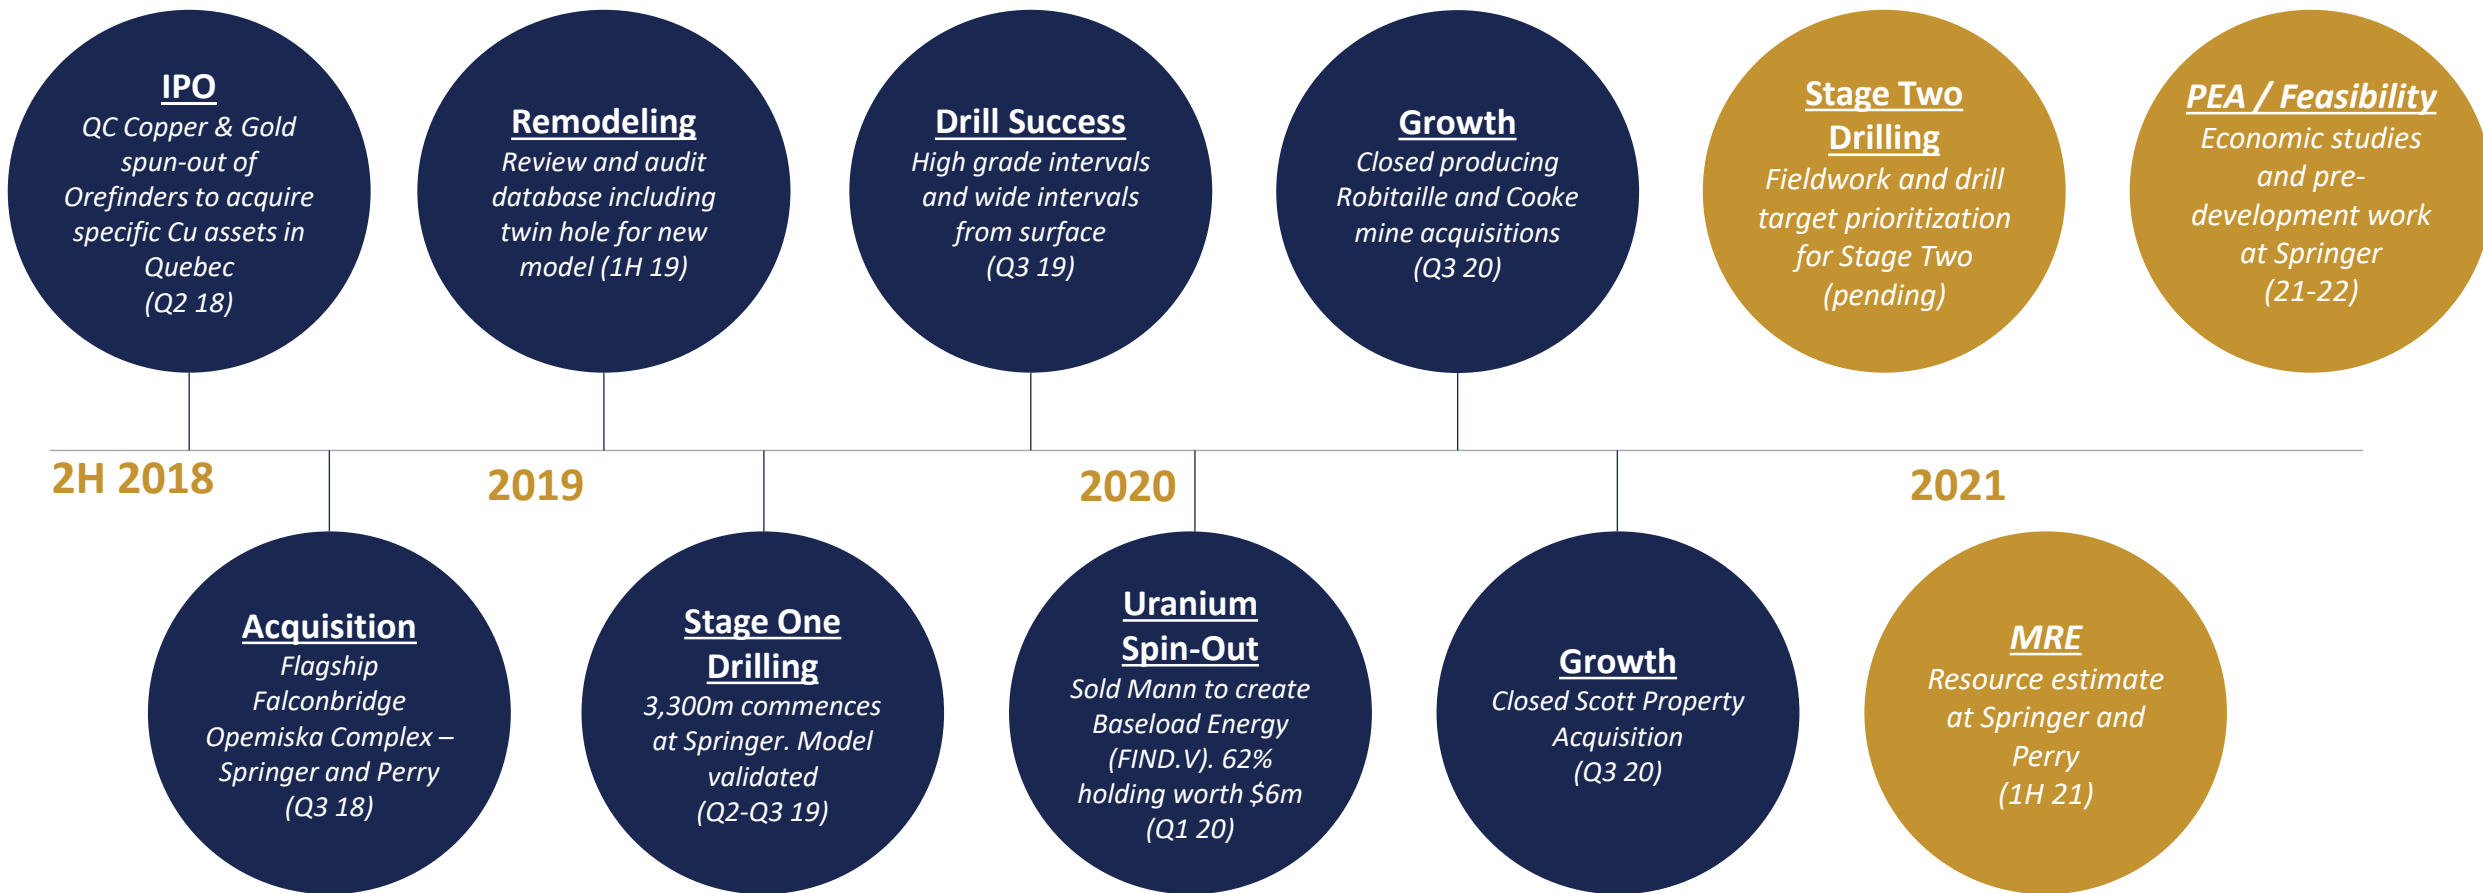 IPO
QC Copper & Gold
spun-out of
Orefinders to acquire
specific Cu assets in
Quebec
(Q2 18)
Remodeling
Review and audit
database including
twin hole for new
model (1H 19)
Drill Success
High grade intervals
and wide intervals
from surface
(Q3 19)
Growth
Closed producing
Robitaille and Cooke
mine acquisitions
(Q3 20)
Stage Two
Drilling
Fieldwork and drill
target prioritization
for Stage Two
(pending)
PEA / Feasibility
Economic studies
and pre-
development work
at Springer
(21-22)
2H 2018
2019
2020
2021
Acquisition
Flagship
Falconbridge
Opemiska Complex –
Springer and Perry
(Q3 18)
Stage One
Drilling
3,300m commences
at Springer. Model
validated
(Q2-Q3 19)
Uranium
Spin-Out
Sold Mann to create
Baseload Energy
(FIND.V). 62%
holding worth $6m
(Q1 20)
Growth
Closed Scott Property
Acquisition
(Q3 20)
MRE
Resource estimate
at Springer and
Perry
(1H 21)